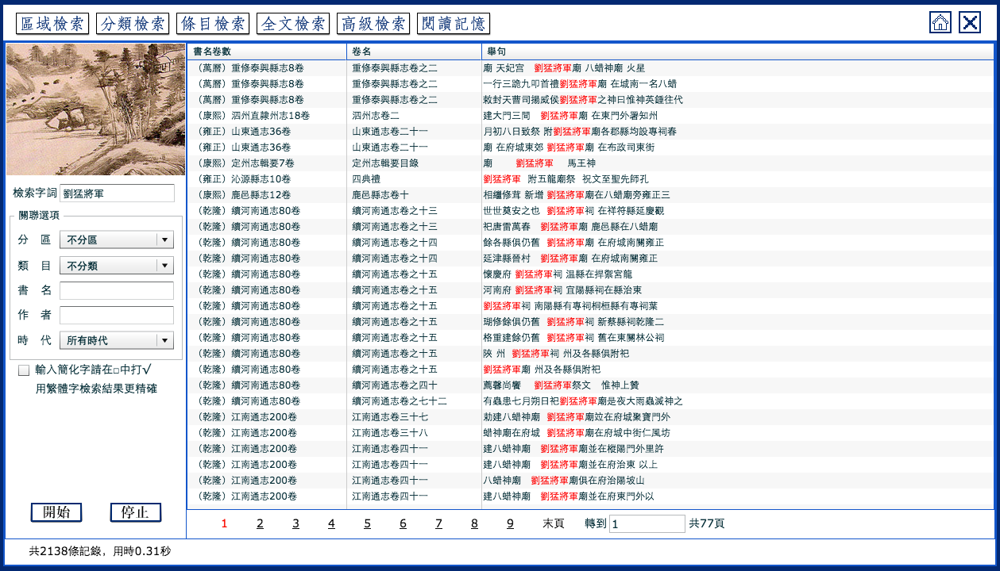 區域檢索 分類檢索 條目檢索 全文檢索 高級檢索 閱讀記憶
檢索字詞 劉猛將軍
關聯選項
分 區 不分區
類 目 不分類
書 名
作 者
時 代 所有時代
輸入簡化字請在□中打√
用繁體字檢索結果更精確
開始 停止
書名卷數 卷名 舉句
（萬曆）重修泰興縣志8卷 重修泰興縣志卷之二 廟 天妃宮 劉猛將軍廟 八蜡神廟 火星
（萬曆）重修泰興縣志8卷 重修泰興縣志卷之二 一行三跪九叩首禮劉猛將軍廟 在城南一名八蜡
（萬曆）重修泰興縣志8卷 重修泰興縣志卷之二 敕封天曹司揚威侯劉猛將軍之神曰惟神英鍾往代
（康熙）泗州直隸州志18卷 泗州志卷二 建大門三間 劉猛將軍廟 在東門外署知州
（雍正）山東通志36卷 山東通志卷二十一 月初八日致祭 附劉猛將軍廟各郡縣均設專祠春
（雍正）山東通志36卷 山東通志卷二十一 廟 在府城東郊 劉猛將軍廟 在布政司東街
（康熙）定州志輯要7卷 定州志輯要目錄 廟 劉猛將軍 馬王神
（雍正）沁源縣志10卷 四典禮 劉猛將軍 附五龍廟祭 祝文至聖先師孔
（康熙）鹿邑縣志12卷 鹿邑縣志卷十 相繼修葺 新增 劉猛將軍廟在八蜡廟旁雍正三
（乾隆）續河南通志80卷 續河南通志卷之十三 世世奠安之也 劉猛將軍祠 在祥符縣延慶觀
（乾隆）續河南通志80卷 續河南通志卷之十三 祀唐雷萬春 劉猛將軍廟 鹿邑縣在八蜡廟
（乾隆）續河南通志80卷 續河南通志卷之十四 餘各縣俱仍舊 劉猛將軍廟 在府城南關雍正
（乾隆）續河南通志80卷 續河南通志卷之十四 延津縣晉村 劉猛將軍廟 在府城南關雍正
（乾隆）續河南通志80卷 續河南通志卷之十五 懷慶府 劉猛將軍祠 溫縣在捍禦宮龍
（乾隆）續河南通志80卷 續河南通志卷之十五 河南府 劉猛將軍祠 宜陽縣祠在縣治東
（乾隆）續河南通志80卷 續河南通志卷之十五 劉猛將軍祠 南陽縣有專祠桐桓縣有專祠葉
（乾隆）續河南通志80卷 續河南通志卷之十五 瑚修餘俱仍舊 劉猛將軍祠 新蔡縣祠乾隆二
（乾隆）續河南通志80卷 續河南通志卷之十五 格重建餘仍舊 劉猛將軍祠 舊在東關林公祠
（乾隆）續河南通志80卷 續河南通志卷之十五 陝 州 劉猛將軍祠 州及各縣俱附祀
（乾隆）續河南通志80卷 續河南通志卷之十五 劉猛將軍廟 州及各縣俱附祀
（乾隆）續河南通志80卷 續河南通志卷之四十 薦馨尚饗 劉猛將軍祭文 惟神上贊
（乾隆）續河南通志80卷 續河南通志卷之七十二 有蟲患七月朔日祀劉猛將軍廟是夜大雨蟲滅神之
（乾隆）江南通志200卷 江南通志卷三十七 勅建八蜡神廟 劉猛將軍廟竝在府城聚寶門外
（乾隆）江南通志200卷 江南通志卷三十八 蜡神廟在府城 劉猛將軍廟在府城中街仁風坊
（乾隆）江南通志200卷 江南通志卷四十一 建八蜡神廟 劉猛將軍廟並在樅陽門外里許
（乾隆）江南通志200卷 江南通志卷四十一 建八蜡神廟 劉猛將軍廟並在府治東 以上
（乾隆）江南通志200卷 江南通志卷四十一 八蜡神廟 劉猛將軍廟俱在府治陽坡山
（乾隆）江南通志200卷 江南通志卷四十一 建八蜡神廟 劉猛將軍廟並在府東門外以
1 2 3 4 5 6 7 8 9 末頁 轉到 1 共77頁
共2138條記錄，用時0.31秒